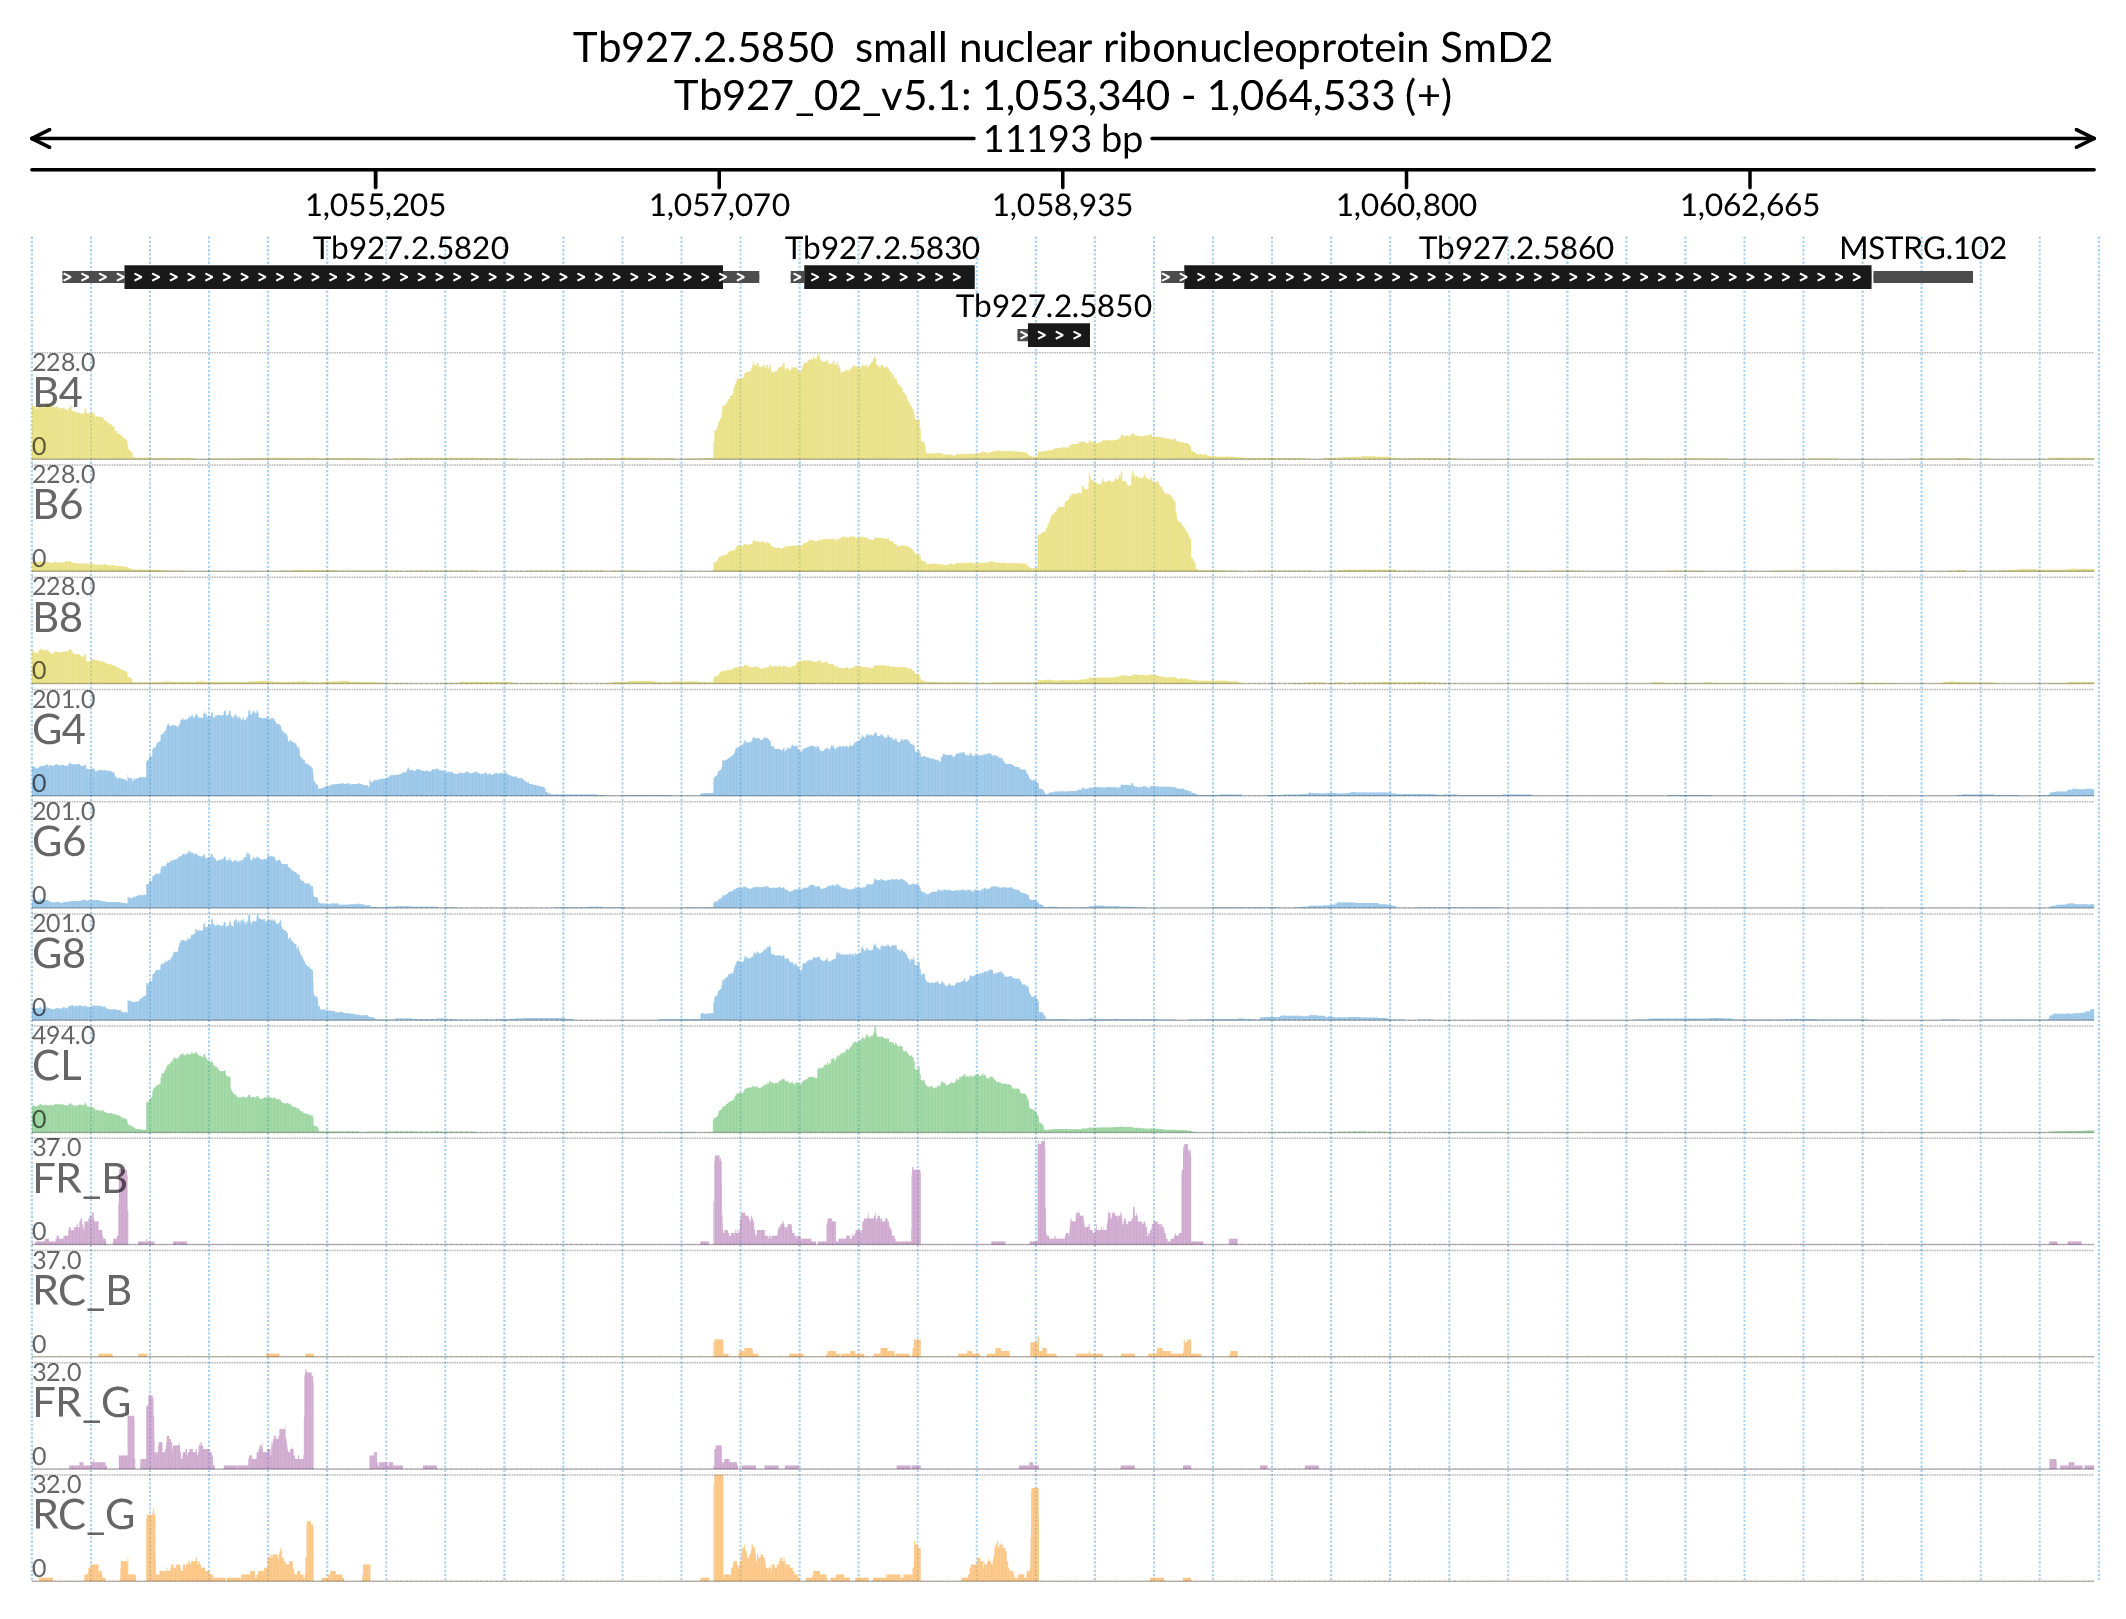 Tb927.2.5850 small nuclear ribonucleoprotein SmD2
Tb927_02_v5.1: 1,053,340 - 1,064,533 (+)
11193 bp
1,055,205 1,057,070 1,058,935 1,060,800 1,062,665
Tb927.2.5820 Tb927.2.5830 Tb927.2.5860 MSTRG.102
Tb927.2.5850
228.0
B4
0
228.0
B6
0
228.0
B8
0
201.0
G4
0
201.0
G6
0
201.0
G8
0
494.0
CL
0
37.0
FR_B
0
37.0
RC_B
0
32.0
FR_G
0
32.0
RC_G
0